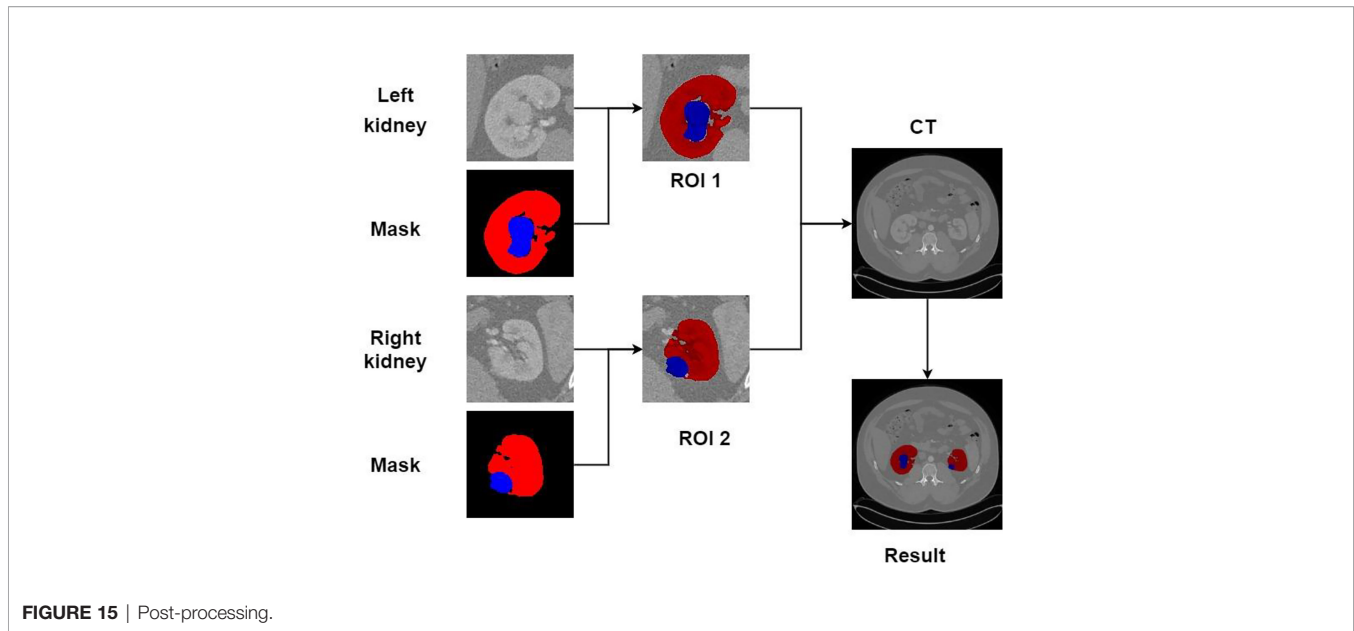 Left
kidney
ROI 1
Mask
CT
Right
kidney
ROI 2
Mask
Result
FIGURE 15 | Post-processing.